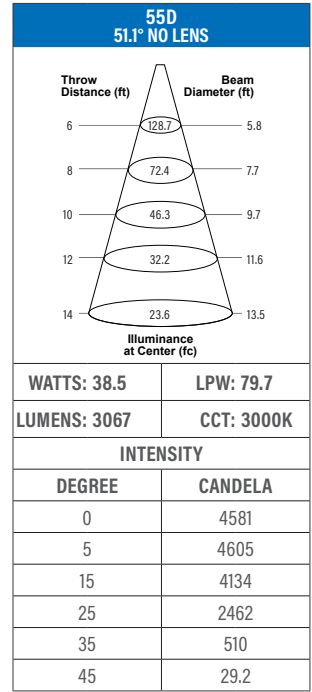 55D
51.1° NO LENS
Throw Distance (ft)
Beam Diameter (ft)
6 128.7 5.8
8 72.4 7.7
10 46.3 9.7
12 32.2 11.6
14 23.6 13.5
Illuminance
at Center (fc)
WATTS: 38.5 LPW: 79.7
LUMENS: 3067 CCT: 3000K
INTENSITY
DEGREE CANDELA
0 4581
5 4605
15 4134
25 2462
35 510
45 29.2